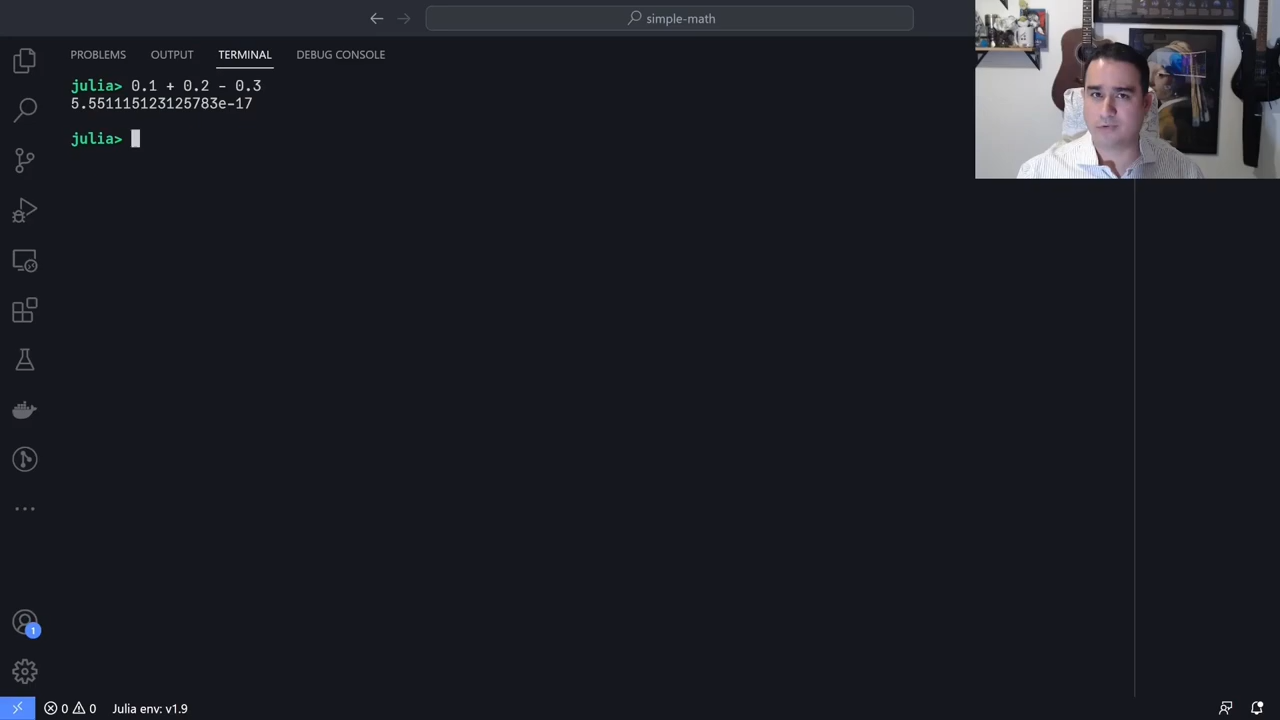 simple-math
PROBLEMS OUTPUT TERMINAL DEBUG CONSOLE
julia> 0.1 + 0.2 - 0.3
5.551115123125783e-17
julia>
1
0 0 Julia env: v1.9